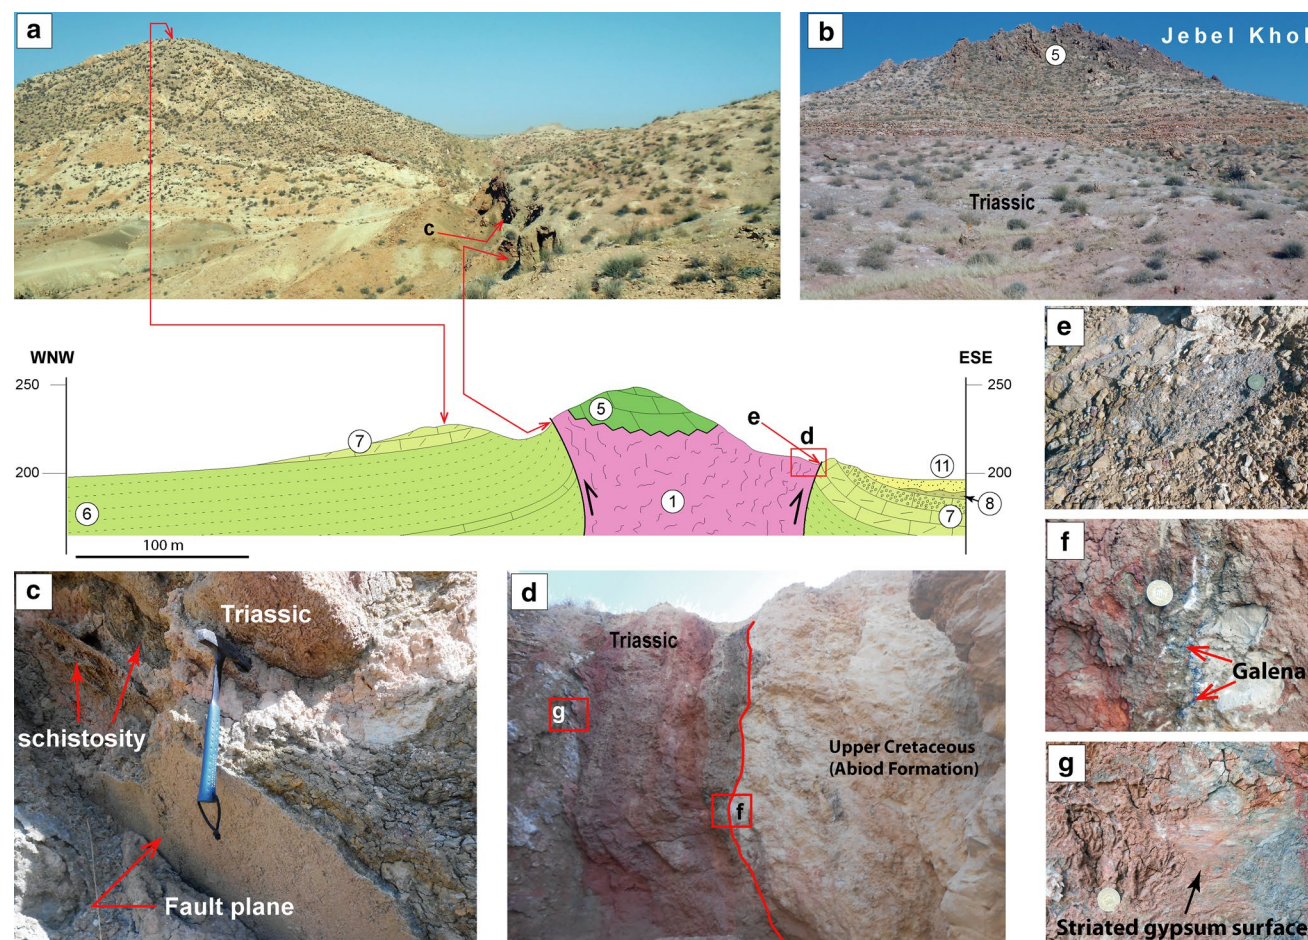 a
c
b
Jebel Khol
5
Triassic
e
WNW
ESE
250
250
200
200
7
5
e
d
11
8
7
6
1
100 m
c
Triassic
schistosity
Fault plane
d
Triassic
g
f
Upper Cretaceous
(Abiod Formation)
f
Galena
g
Striated gypsum surface